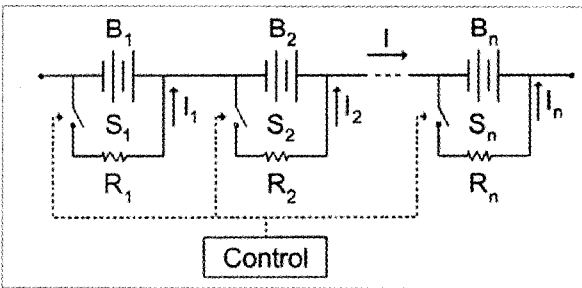 B1 B2 I Bn
S1 I1 S2 I2 Sn In
R1 R2 Rn
Control